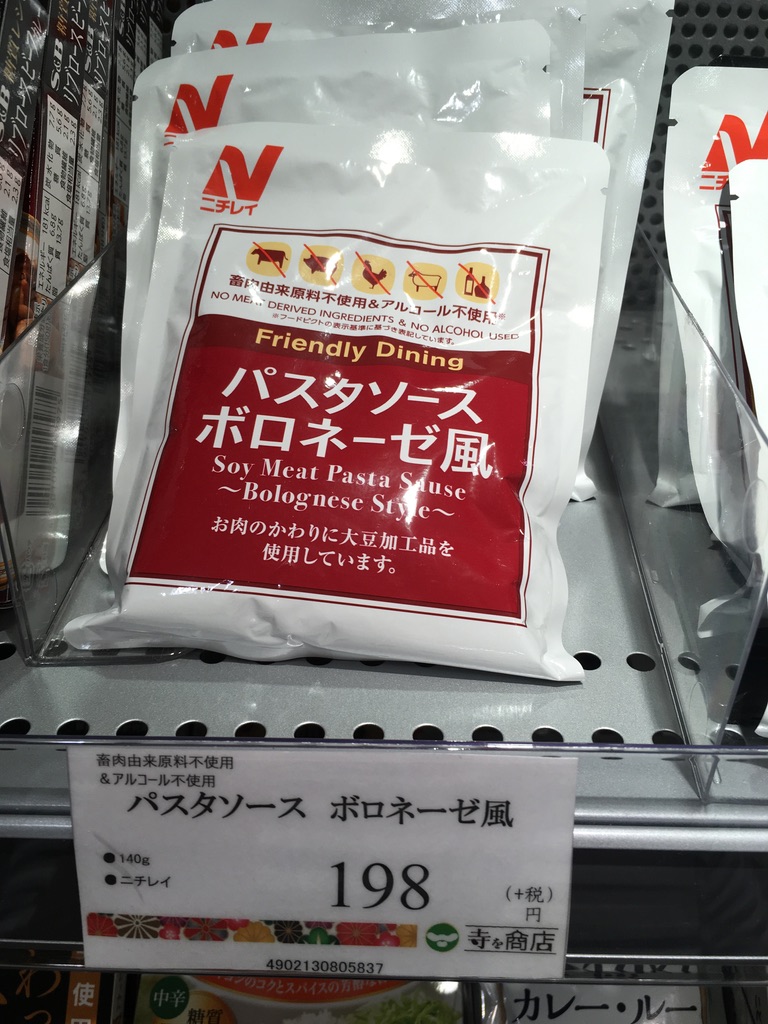 ニチレイ
畜肉由来原料不使用&アルコール不使用※
NO MEAT DERIVED INGREDIENTS & NO ALCOHOL USED
※フードピクトの表示基準に基づき表記しています。
Friendly Dining
パスタソース
ボロネーゼ風
Soy Meat Pasta Sause
～Bolognese Style～
お肉のかわりに大豆加工品を
使用しています。
畜肉由来原料不使用
&アルコール不使用
パスタソース ボロネーゼ風
●140g
●ニチレイ
198
(+税)
円
寺を商店
4902130805837
S&B
中辛
糖質
使用
カレー・ルー